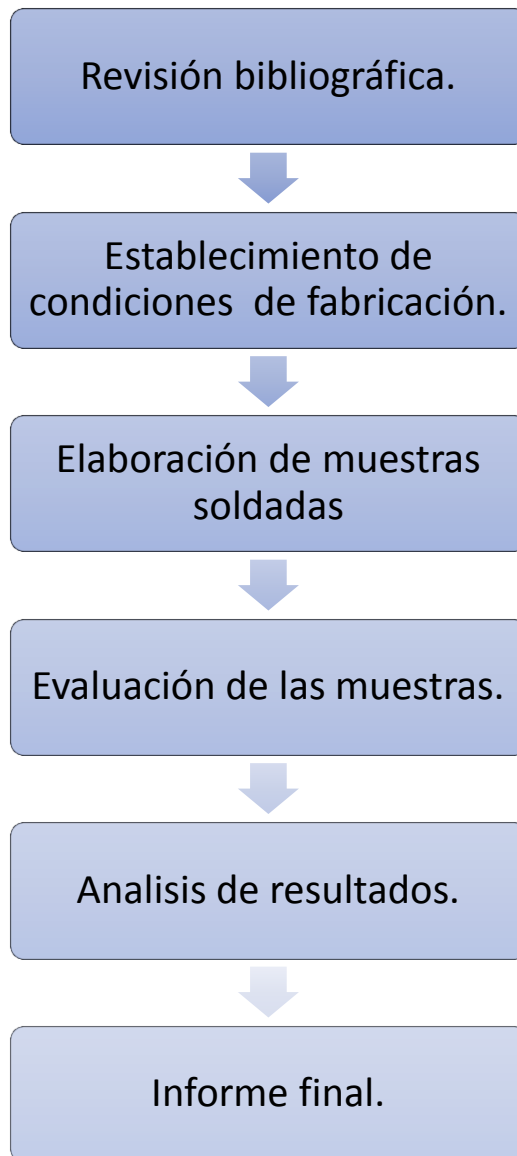 Revisión bibliográfica.
Establecimiento de
condiciones  de fabricación.
Elaboración de muestras
soldadas
Evaluación de las muestras.
Analisis de resultados.
Informe final.